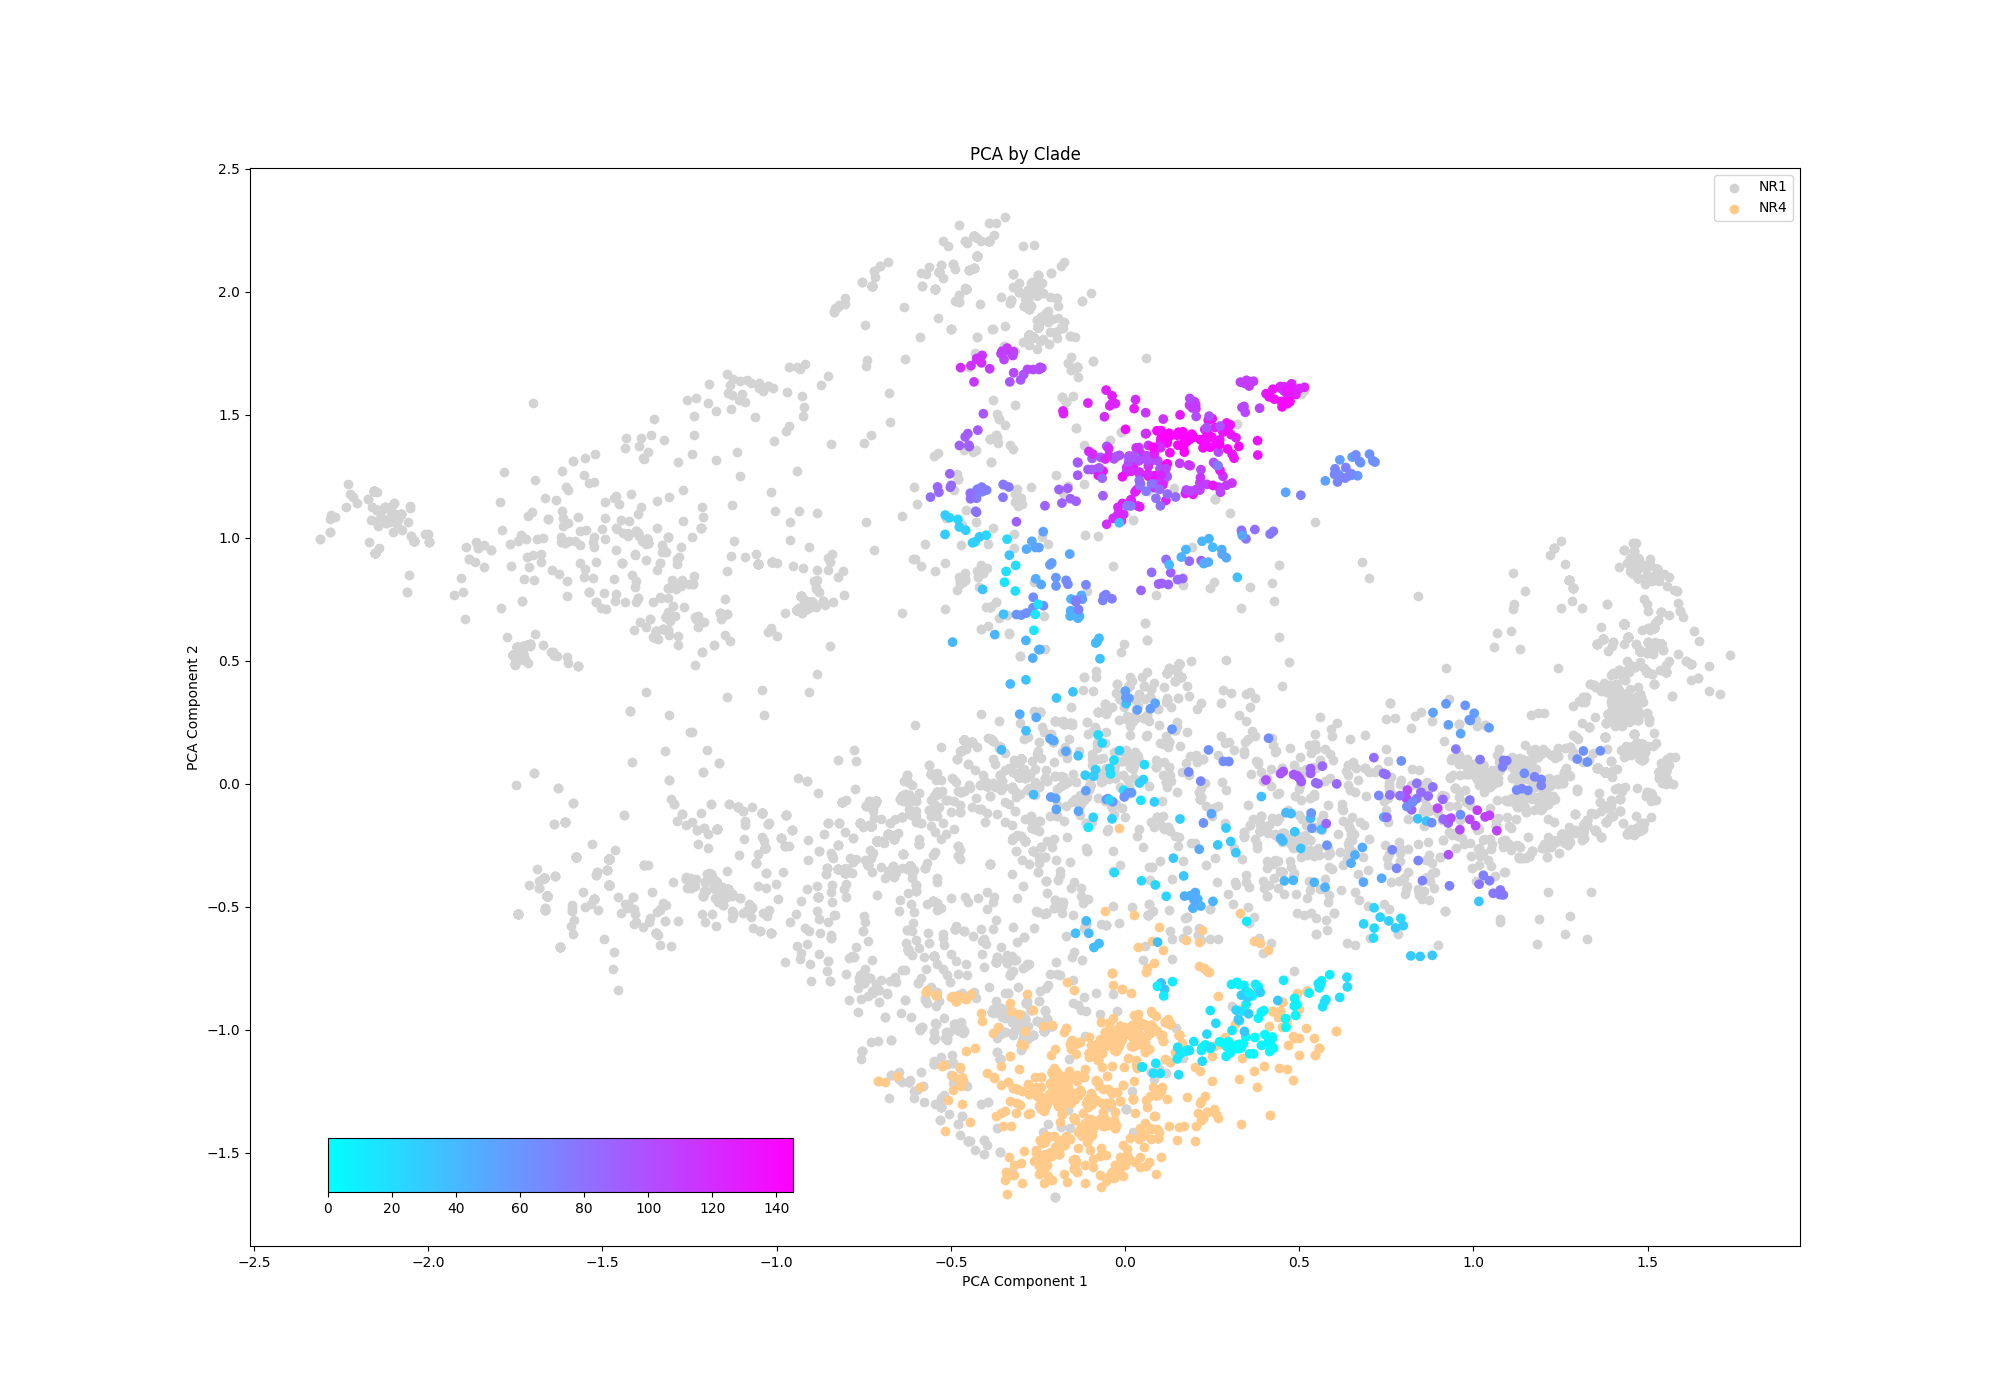 PCA by Clade
NR1
NR4
PCA Component 2
2.5
2.0
1.5
1.0
0.5
0.0
−0.5
−1.0
−1.5
0 20 40 60 80 100 120 140
−2.5 −2.0 −1.5 −1.0 −0.5 0.0 0.5 1.0 1.5
PCA Component 1